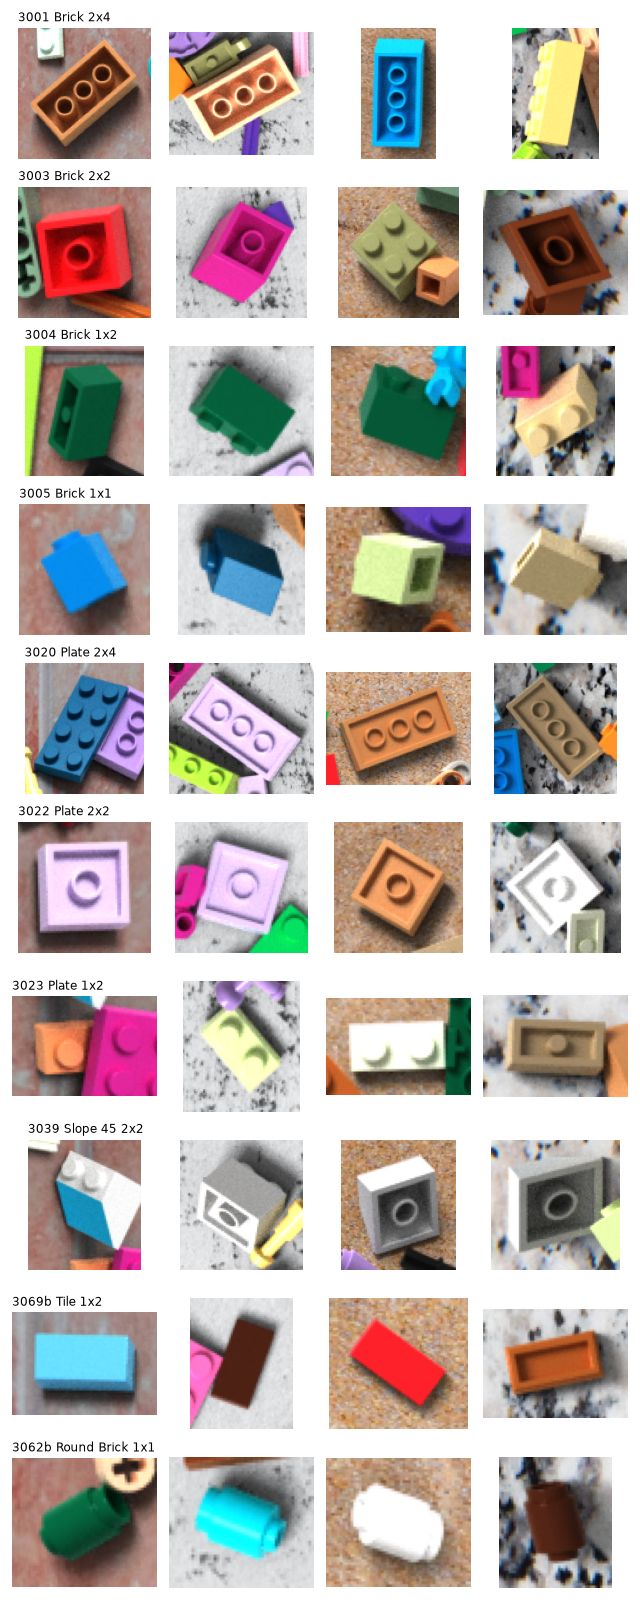 3001 Brick 2x4
3003 Brick 2x2
3004 Brick 1x2
3005 Brick 1x1
3020 Plate 2x4
3022 Plate 2x2
3023 Plate 1x2
3039 Slope 45 2x2
3069b Tile 1x2
3062b Round Brick 1x1